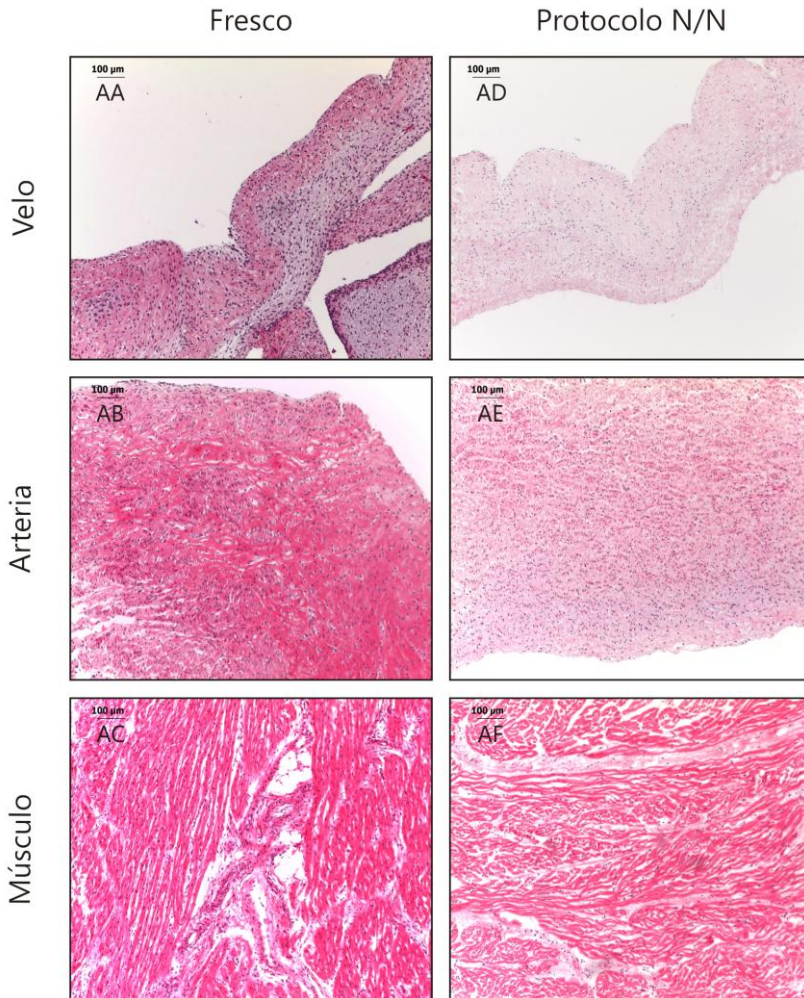 Fresco
Protocolo N/N
Velo
100 µm
AA
100 µm
AD
Arteria
100 µm
AB
100 µm
AE
Músculo
100 µm
AC
100 µm
AF